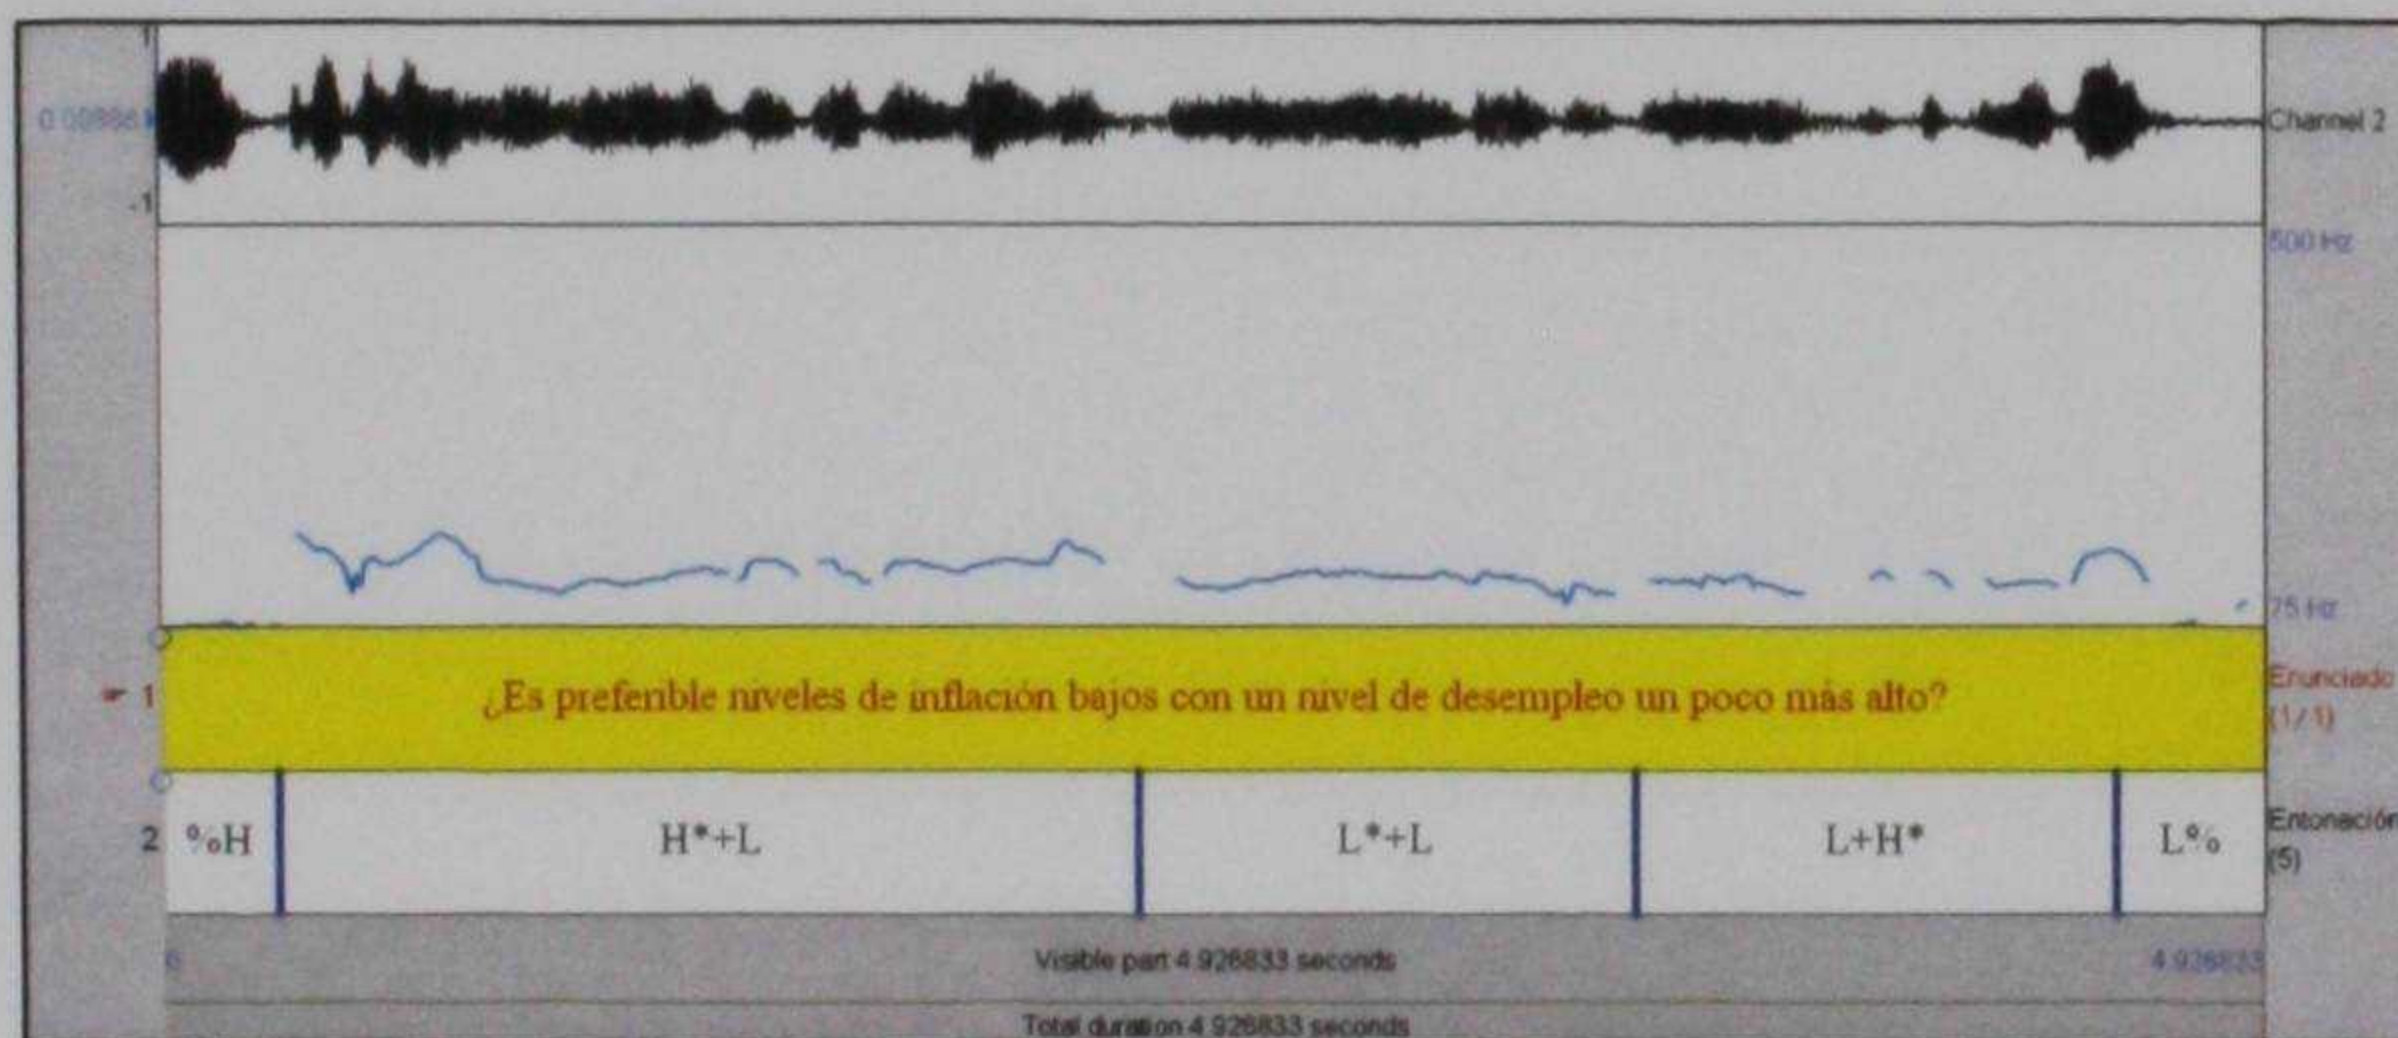 1
-1
Channel 2
500 Hz
75 Hz
1
¿Es preferible niveles de inflación bajos con un nivel de desempleo un poco más alto?
Enunciado
(1/1)
2
%H
H*+L
L*+L
L+H*
L%
Entonación
(5)
Visible part 4.926833 seconds
4.926833
Total duration 4.926833 seconds